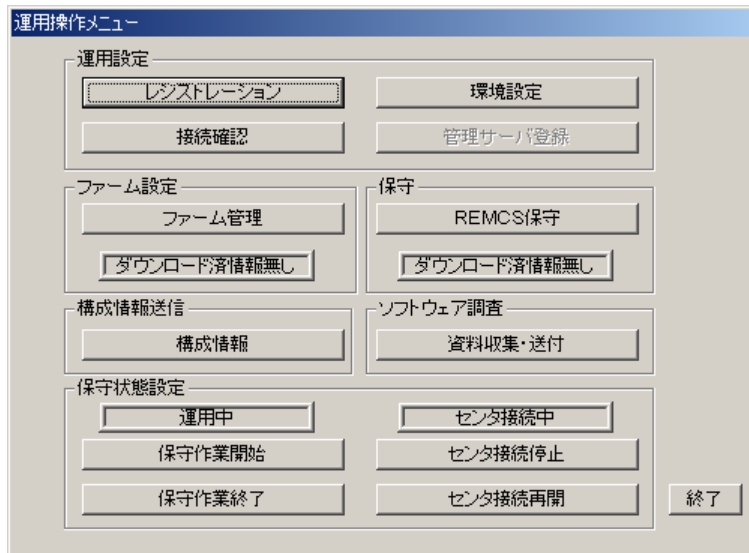 運用操作メニュー
運用設定
レジストレーション
環境設定
接続確認
管理サーバ登録
ファーム設定
ファーム管理
ダウンロード済情報無し
保守
REMCS保守
ダウンロード済情報無し
構成情報送信
構成情報
ソフトウェア調査
資料収集・送付
保守状態設定
運用中
センタ接続中
保守作業開始
センタ接続停止
保守作業終了
センタ接続再開
終了